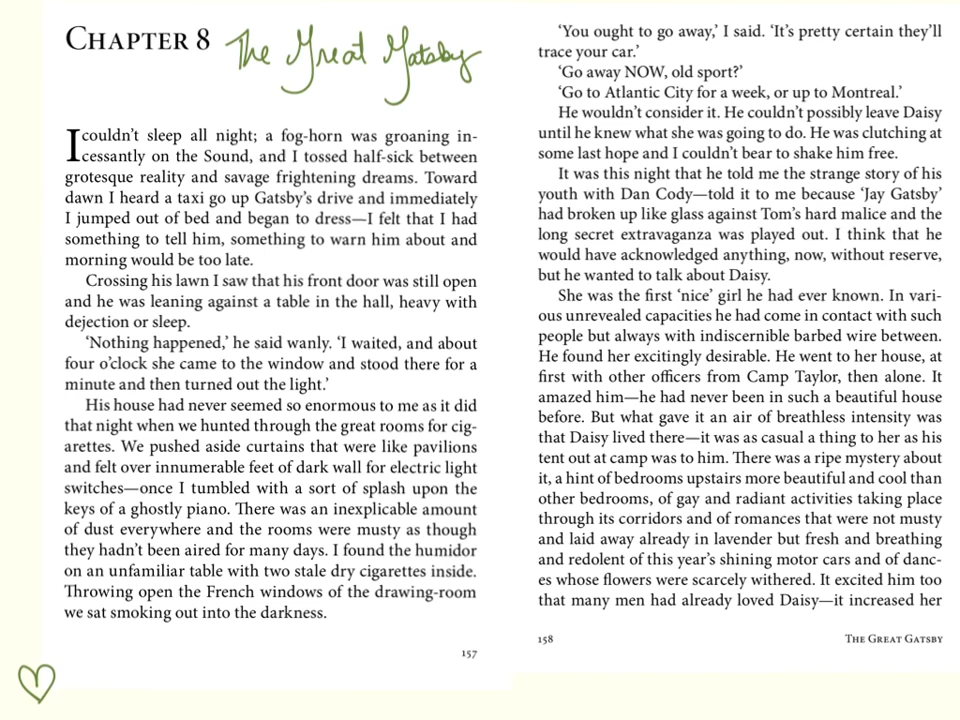 CHAPTER 8 The Great Gatsby
I couldn’t sleep all night; a fog-horn was groaning in-
cessantly on the Sound, and I tossed half-sick between
grotesque reality and savage frightening dreams. Toward
dawn I heard a taxi go up Gatsby’s drive and immediately
I jumped out of bed and began to dress—I felt that I had
something to tell him, something to warn him about and
morning would be too late.
Crossing his lawn I saw that his front door was still open
and he was leaning against a table in the hall, heavy with
dejection or sleep.
‘Nothing happened,’ he said wanly. ‘I waited, and about
four o’clock she came to the window and stood there for a
minute and then turned out the light.’
His house had never seemed so enormous to me as it did
that night when we hunted through the great rooms for cig-
arettes. We pushed aside curtains that were like pavilions
and felt over innumerable feet of dark wall for electric light
switches—once I tumbled with a sort of splash upon the
keys of a ghostly piano. There was an inexplicable amount
of dust everywhere and the rooms were musty as though
they hadn’t been aired for many days. I found the humidor
on an unfamiliar table with two stale dry cigarettes inside.
Throwing open the French windows of the drawing-room
we sat smoking out into the darkness.
157
‘You ought to go away,’ I said. ‘It’s pretty certain they’ll
trace your car.’
‘Go away NOW, old sport?’
‘Go to Atlantic City for a week, or up to Montreal.’
He wouldn’t consider it. He couldn’t possibly leave Daisy
until he knew what she was going to do. He was clutching at
some last hope and I couldn’t bear to shake him free.
It was this night that he told me the strange story of his
youth with Dan Cody—told it to me because ‘Jay Gatsby’
had broken up like glass against Tom’s hard malice and the
long secret extravaganza was played out. I think that he
would have acknowledged anything, now, without reserve,
but he wanted to talk about Daisy.
She was the first ‘nice’ girl he had ever known. In vari-
ous unrevealed capacities he had come in contact with such
people but always with indiscernible barbed wire between.
He found her excitingly desirable. He went to her house, at
first with other officers from Camp Taylor, then alone. It
amazed him—he had never been in such a beautiful house
before. But what gave it an air of breathless intensity was
that Daisy lived there—it was as casual a thing to her as his
tent out at camp was to him. There was a ripe mystery about
it, a hint of bedrooms upstairs more beautiful and cool than
other bedrooms, of gay and radiant activities taking place
through its corridors and of romances that were not musty
and laid away already in lavender but fresh and breathing
and redolent of this year’s shining motor cars and of danc-
es whose flowers were scarcely withered. It excited him too
that many men had already loved Daisy—it increased her
158 THE GREAT GATSBY